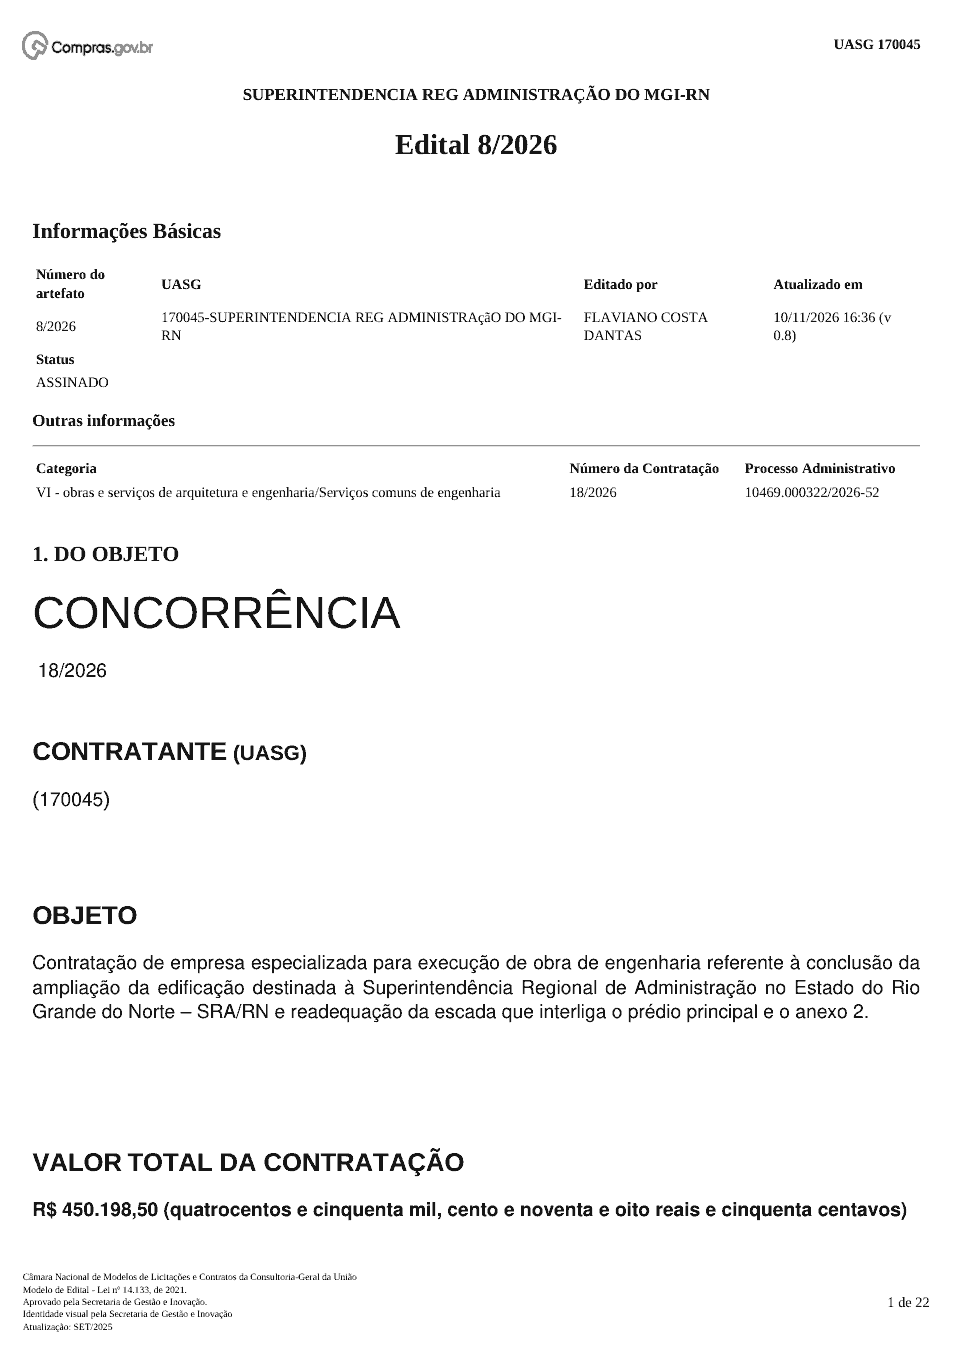 Compras.gov.br
UASG 170045
SUPERINTENDENCIA REG ADMINISTRAÇÃO DO MGI-RN
Edital 8/2026
Informações Básicas
Número do artefato
UASG
Editado por
Atualizado em
8/2026
170045-SUPERINTENDENCIA REG ADMINISTRAçãO DO MGI-
RN
FLAVIANO COSTA
DANTAS
10/11/2026 16:36 (v
0.8)
Status
ASSINADO
Outras informações
Categoria
Número da Contratação
Processo Administrativo
VI - obras e serviços de arquitetura e engenharia/Serviços comuns de engenharia
18/2026
10469.000322/2026-52
1. DO OBJETO
CONCORRÊNCIA
18/2026
CONTRATANTE (UASG)
(170045)
OBJETO
Contratação de empresa especializada para execução de obra de engenharia referente à conclusão da
ampliação da edificação destinada à Superintendência Regional de Administração no Estado do Rio
Grande do Norte – SRA/RN e readequação da escada que interliga o prédio principal e o anexo 2.
VALOR TOTAL DA CONTRATAÇÃO
R$ 450.198,50 (quatrocentos e cinquenta mil, cento e noventa e oito reais e cinquenta centavos)
Câmara Nacional de Modelos de Licitações e Contratos da Consultoria-Geral da União
Modelo de Edital - Lei nº 14.133, de 2021.
Aprovado pela Secretaria de Gestão e Inovação.
Identidade visual pela Secretaria de Gestão e Inovação
Atualização: SET/2025
1 de 22